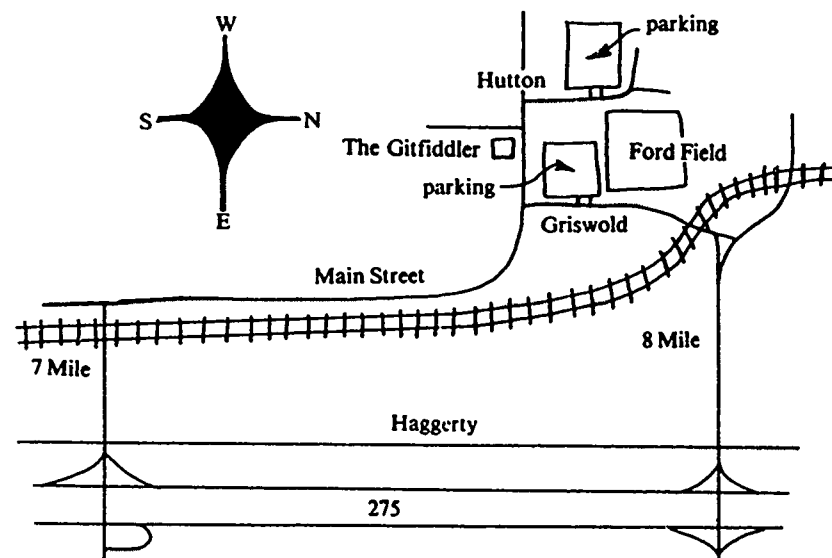 W
parking
Hutton
S
N
The Gitfiddler
Ford Field
parking
E
Griswold
Main Street
7 Mile
8 Mile
Haggerty
275